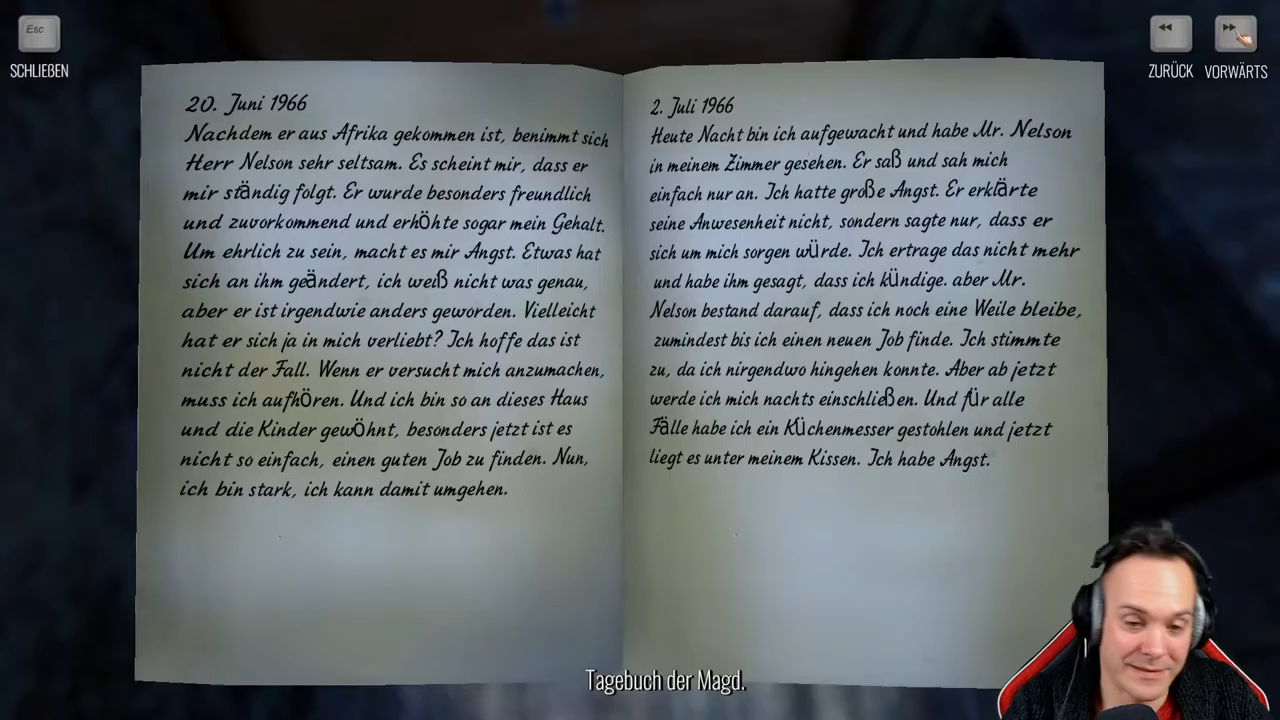 Esc
SCHLIEẞEN
ZURÜCK
VORWÄRTS
20. Juni 1966
Nachdem er aus Afrika gekommen ist, benimmt sich
Herr Nelson sehr seltsam. Es scheint mir, dass er
mir ständig folgt. Er wurde besonders freundlich
und zuvorkommend und erhöhte sogar mein Gehalt.
Um ehrlich zu sein, macht es mir Angst. Etwas hat
sich an ihm geändert, ich weiß nicht was genau,
aber er ist irgendwie anders geworden. Vielleicht
hat er sich ja in mich verliebt? Ich hoffe das ist
nicht der Fall. Wenn er versucht mich anzumachen,
muss ich aufhören. Und ich bin so an dieses Haus
und die Kinder gewöhnt, besonders jetzt ist es
nicht so einfach, einen guten Job zu finden. Nun,
ich bin stark, ich kann damit umgehen.
2. Juli 1966
Heute Nacht bin ich aufgewacht und habe Mr. Nelson
in meinem Zimmer gesehen. Er saß und sah mich
einfach nur an. Ich hatte große Angst. Er erklärte
seine Anwesenheit nicht, sondern sagte nur, dass er
sich um mich sorgen würde. Ich ertrage das nicht mehr
und habe ihm gesagt, dass ich kündige. aber Mr.
Nelson bestand darauf, dass ich noch eine Weile bleibe,
zumindest bis ich einen neuen Job finde. Ich stimmte
zu, da ich nirgendwo hingehen konnte. Aber ab jetzt
werde ich mich nachts einschließen. Und für alle
Fälle habe ich ein Küchenmesser gestohlen und jetzt
liegt es unter meinem Kissen. Ich habe Angst.
Tagebuch der Magd.